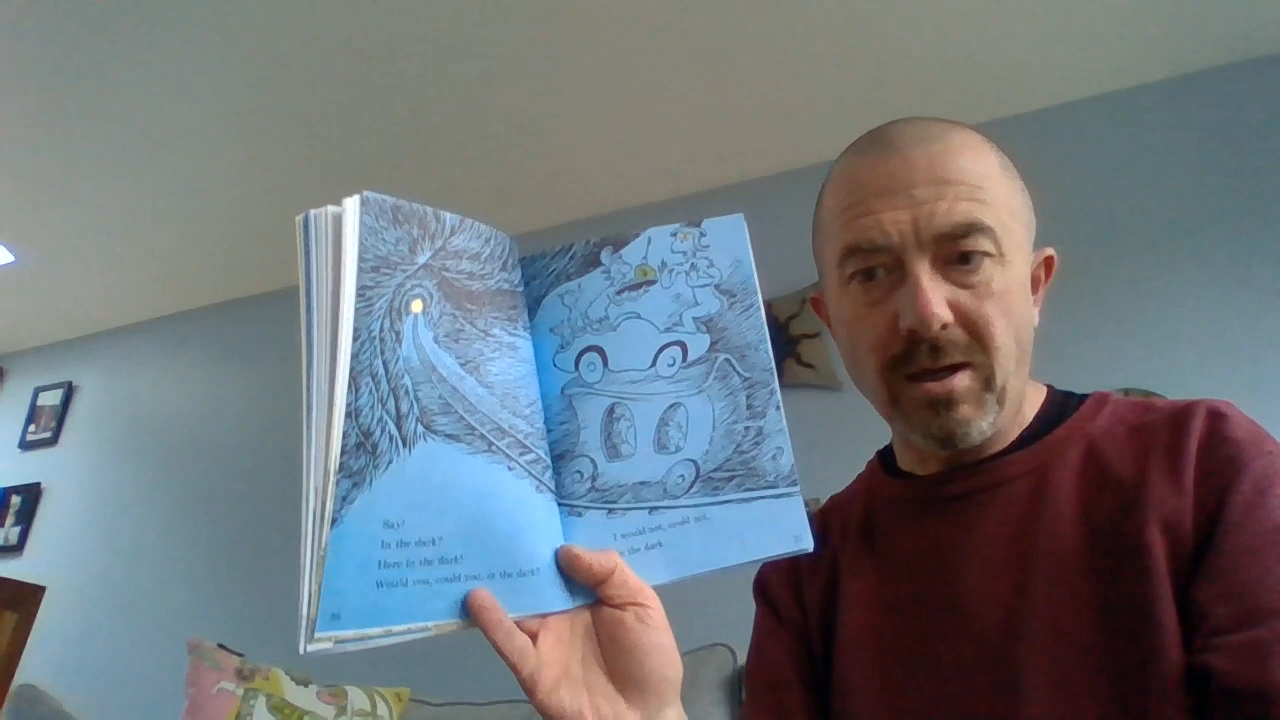 Say!
In the dark?
Here in the dark!
Would you, could you, in the dark?
I would not, could not,
in the dark.